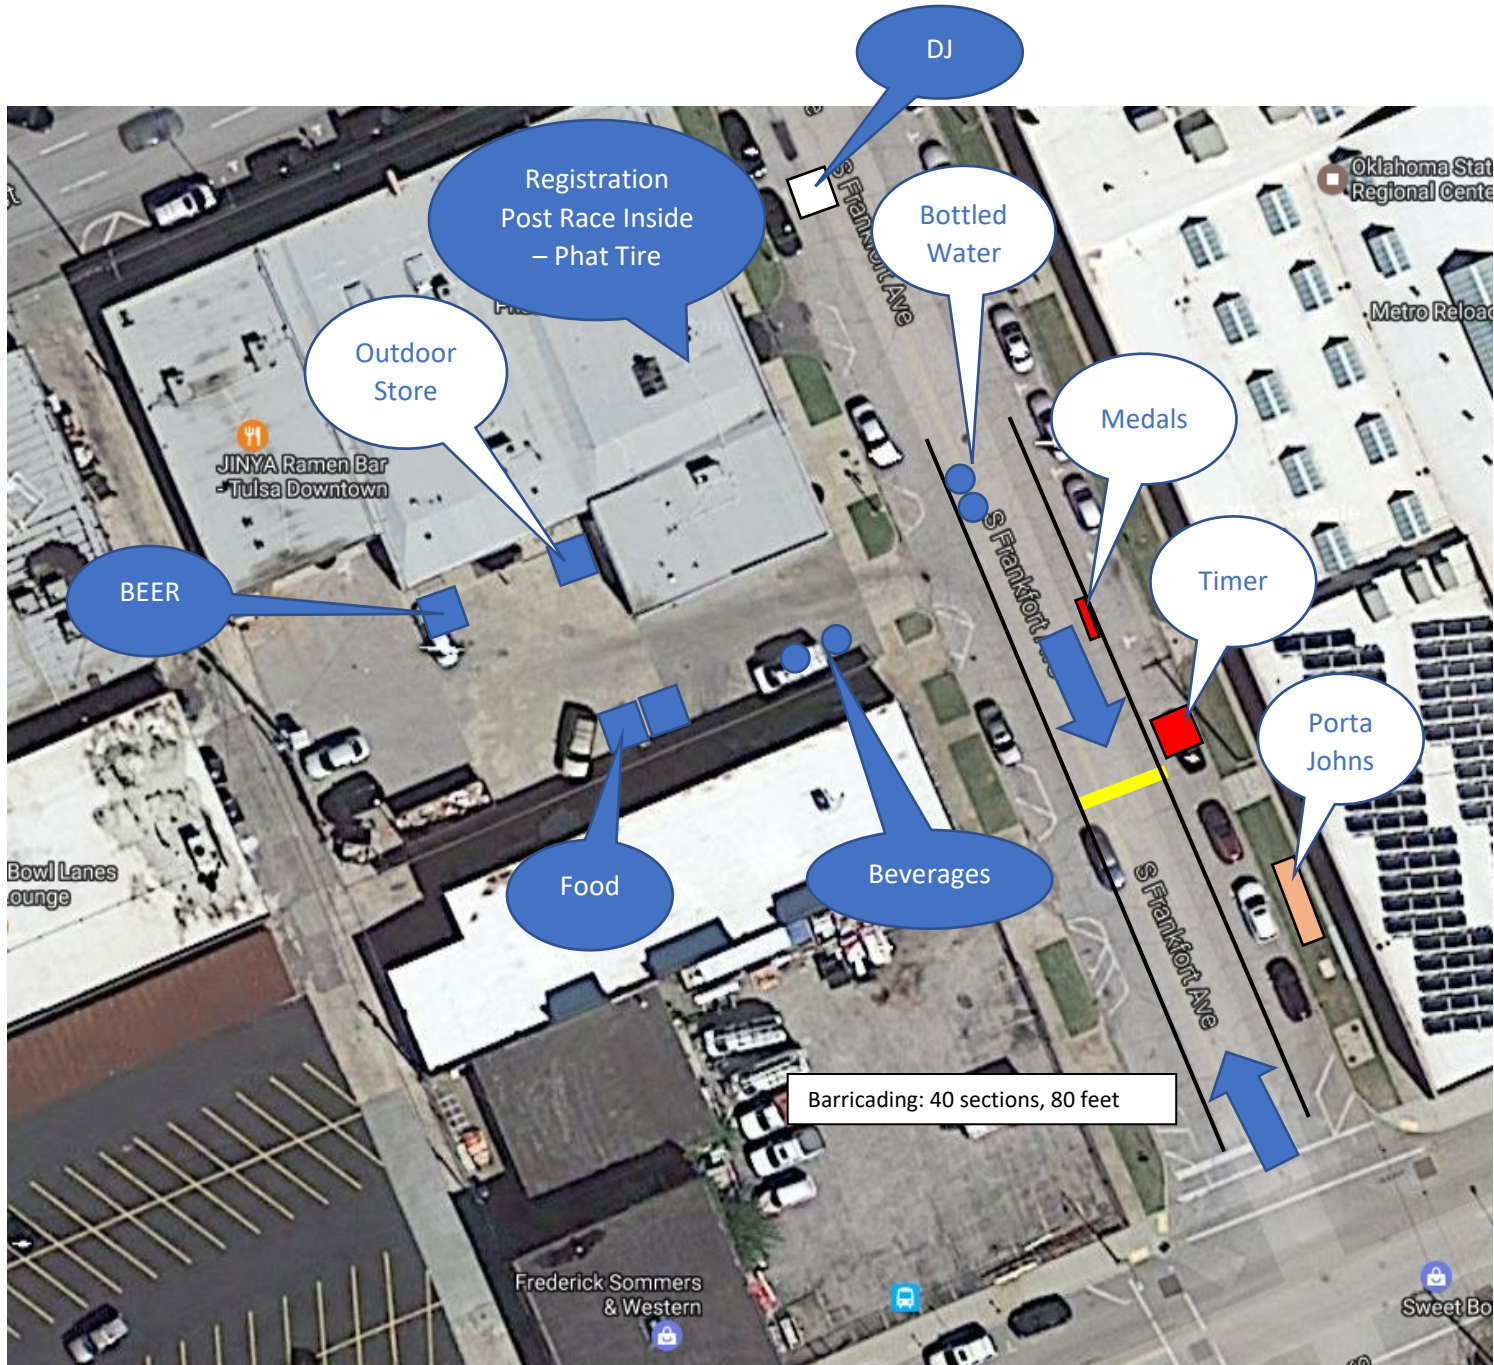 DJ
Registration
Post Race Inside
– Phat Tire
Bottled
Water
Oklahoma Stat
Regional Cente
S Frankfort Ave
Metro Reloac
Outdoor
Store
Medals
JINYA Ramen Bar
- Tulsa Downtown
S Frankfort Ave
BEER
Timer
Porta
Johns
Bowl Lanes
ounge
Food
Beverages
S Frankfort Ave
Barricading: 40 sections, 80 feet
Frederick Sommers
& Western
Sweet Bo